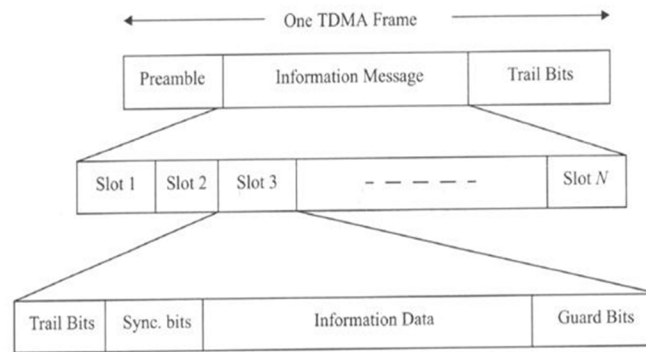 One TDMA Frame
Preamble Information Message Trail Bits
Slot 1 Slot 2 Slot 3 Slot N
Trail Bits Sync. bits Information Data Guard Bits